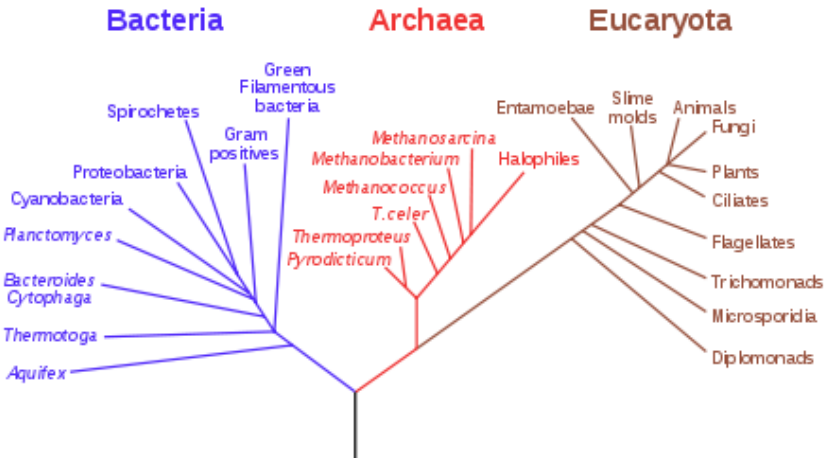 Bacteria
Archaea
Eucaryota
Green
Filamentous
bacteria
Spirochetes
Gram
positives
Proteobacteria
Cyanobacteria
Planctomyces
Bacteroides
Cytophaga
Thermotoga
Aquifex
Methanosarcina
Methanobacterium
Halophiles
Methanococcus
T.celer
Thermoproteus
Pyrodicticum
Entamoebae
Slime
molds
Animals
Fungi
Plants
Ciliates
Flagellates
Trichomonads
Microsporidia
Diplomonads